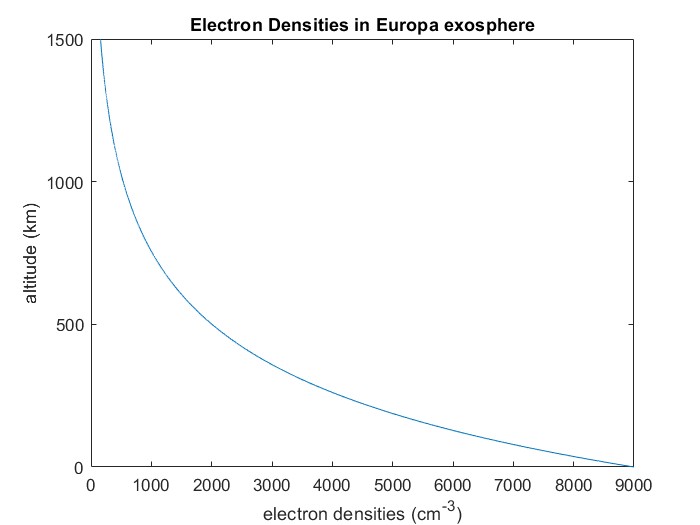 Electron Densities in Europa exosphere
1500
1000
500
0
altitude (km)
0 1000 2000 3000 4000 5000 6000 7000 8000 9000
electron densities (cm⁻³)